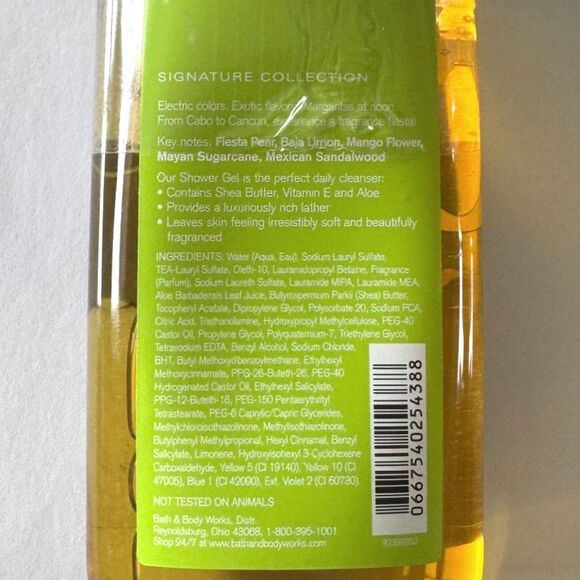 SIGNATURE COLLECTION
Electric colors. Exotic flavors. Margaritas at noon.
From Cabo to Cancun, experience a fragrance fiesta!
Key notes: Fiesta Pear, Baja Limon, Mango Flower,
Mayan Sugarcane, Mexican Sandalwood
Our Shower Gel is the perfect daily cleanser:
• Contains Shea Butter, Vitamin E and Aloe
• Provides a luxuriously rich lather
• Leaves skin feeling irresistibly soft and beautifully
fragranced
INGREDIENTS: Water (Aqua, Eau), Sodium Lauryl Sulfate,
TEA-Lauryl Sulfate, Oleth-10, Lauramidopropyl Betaine, Fragrance
(Parfum), Sodium Laureth Sulfate, Lauramide MIPA, Lauramide MEA,
Aloe Barbadensis Leaf Juice, Butyrospermum Parkii (Shea) Butter,
Tocopheryl Acetate, Dipropylene Glycol, Polysorbate 20, Sodium PCA,
Citric Acid, Triethanolamine, Hydroxypropyl Methylcellulose, PEG-40
Castor Oil, Propylene Glycol, Polyquaternium-7, Triethylene Glycol,
Tetrasodium EDTA, Benzyl Alcohol, Sodium Chloride,
BHT, Butyl Methoxydibenzoylmethane, Ethylhexyl
Methoxycinnamate, PPG-26-Buteth-26, PEG-40
Hydrogenated Castor Oil, Ethylhexyl Salicylate,
PPG-12-Buteth-16, PEG-150 Pentaerythrityl
Tetrastearate, PEG-6 Caprylic/Capric Glycerides,
Methylchloroisothiazolinone, Methylisothiazolinone,
Butylphenyl Methylpropional, Hexyl Cinnamal, Benzyl
Salicylate, Limonene, Hydroxyisohexyl 3-Cyclohexene
Carboxaldehyde, Yellow 5 (CI 19140), Yellow 10 (CI
47005), Blue 1 (CI 42090), Ext. Violet 2 (CI 60730).
NOT TESTED ON ANIMALS
Bath & Body Works, Distr.
Reynoldsburg, Ohio 43068, 1-800-395-1001
Shop 24/7 at www.bathandbodyworks.com
0667540254388